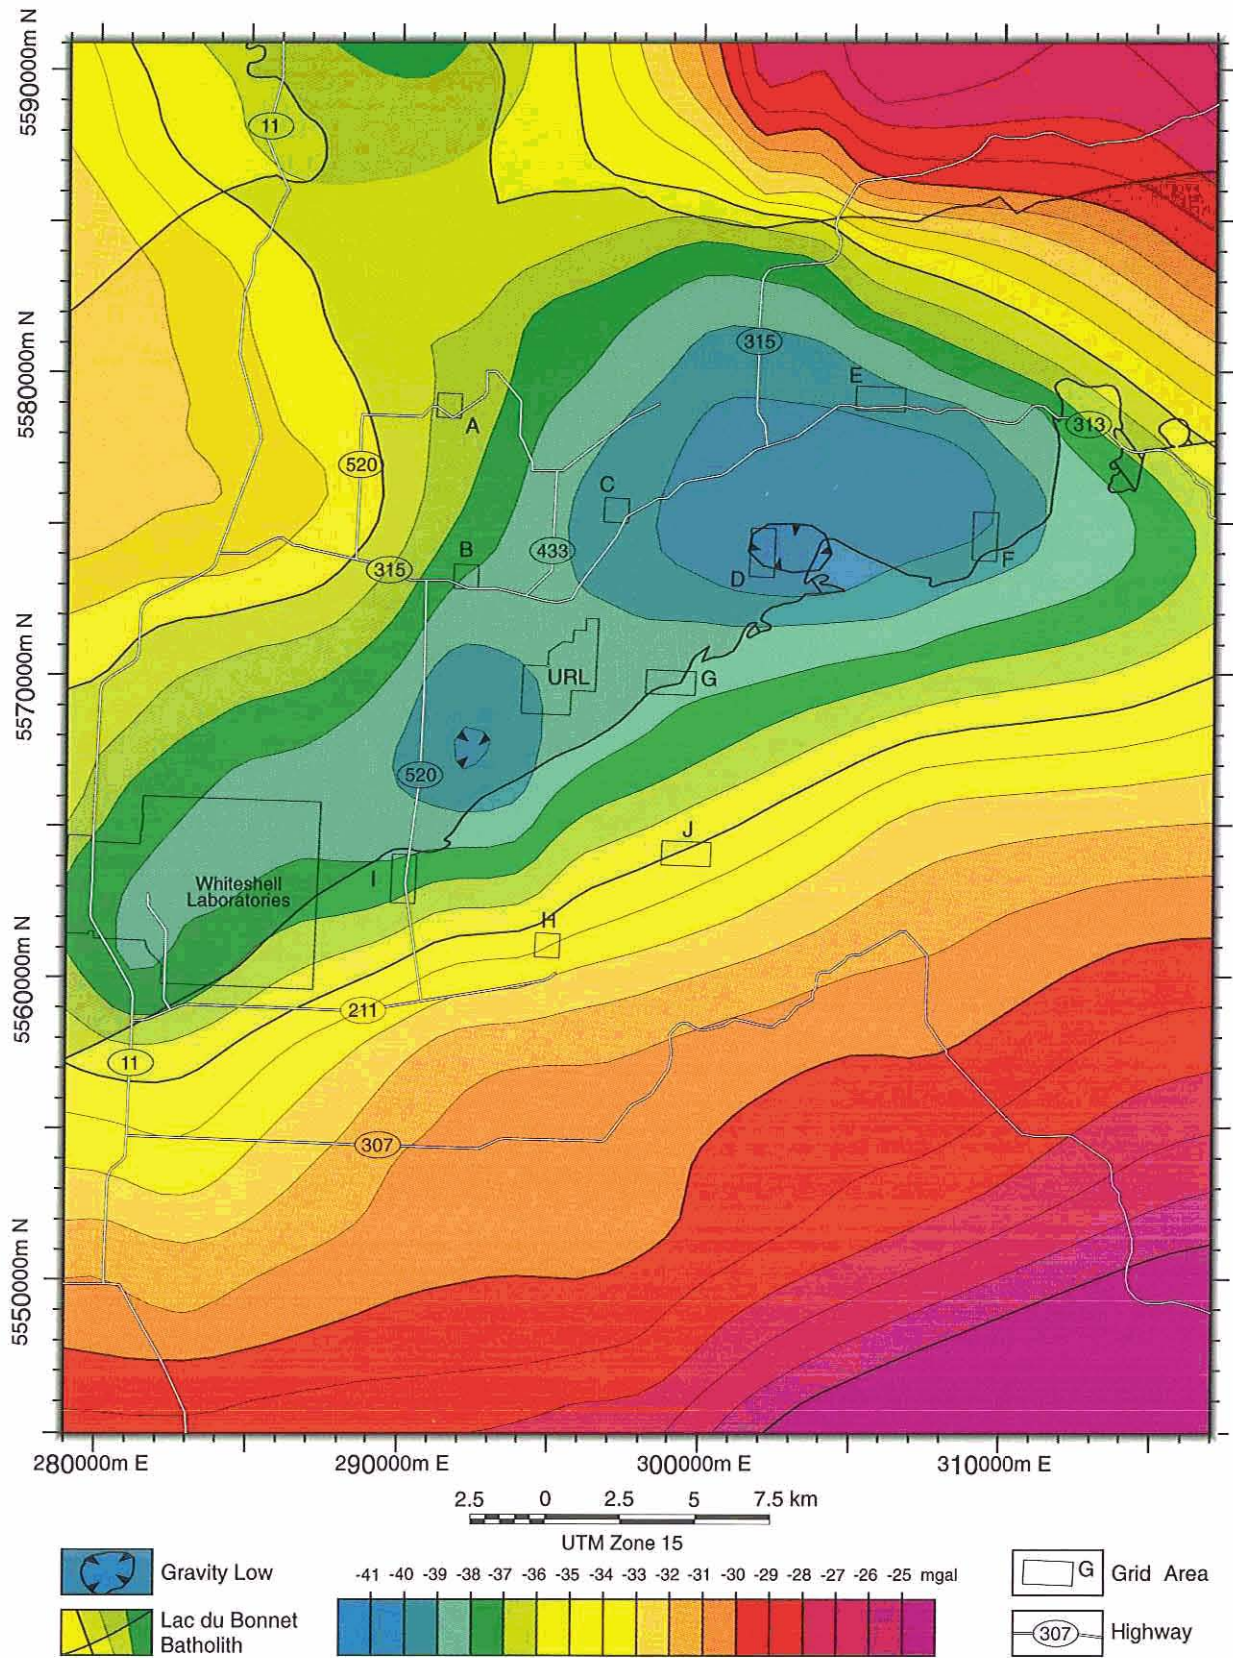 5590000m N
11
315
5580000m N
E
A
313
520
C
433
B
315
D
F
5570000m N
URL
G
520
J
I
Whiteshell
Laboratories
H
5560000m N
211
11
307
5550000m N
280000m E 290000m E 300000m E 310000m E
2.5 0 2.5 5 7.5 km
UTM Zone 15
Gravity Low
-41 -40 -39 -38 -37 -36 -35 -34 -33 -32 -31 -30 -29 -28 -27 -26 -25 mgal
G Grid Area
Lac du Bonnet
Batholith
307 Highway